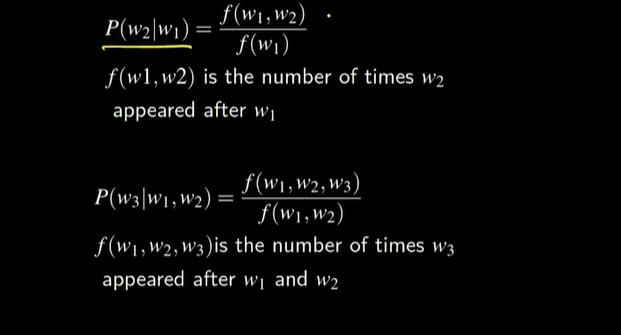 P(w₂|w₁) = f(w₁, w₂) / f(w₁)
f(w1, w2) is the number of times w₂
appeared after w₁
P(w₃|w₁, w₂) = f(w₁, w₂, w₃) / f(w₁, w₂)
f(w₁, w₂, w₃)is the number of times w₃
appeared after w₁ and w₂